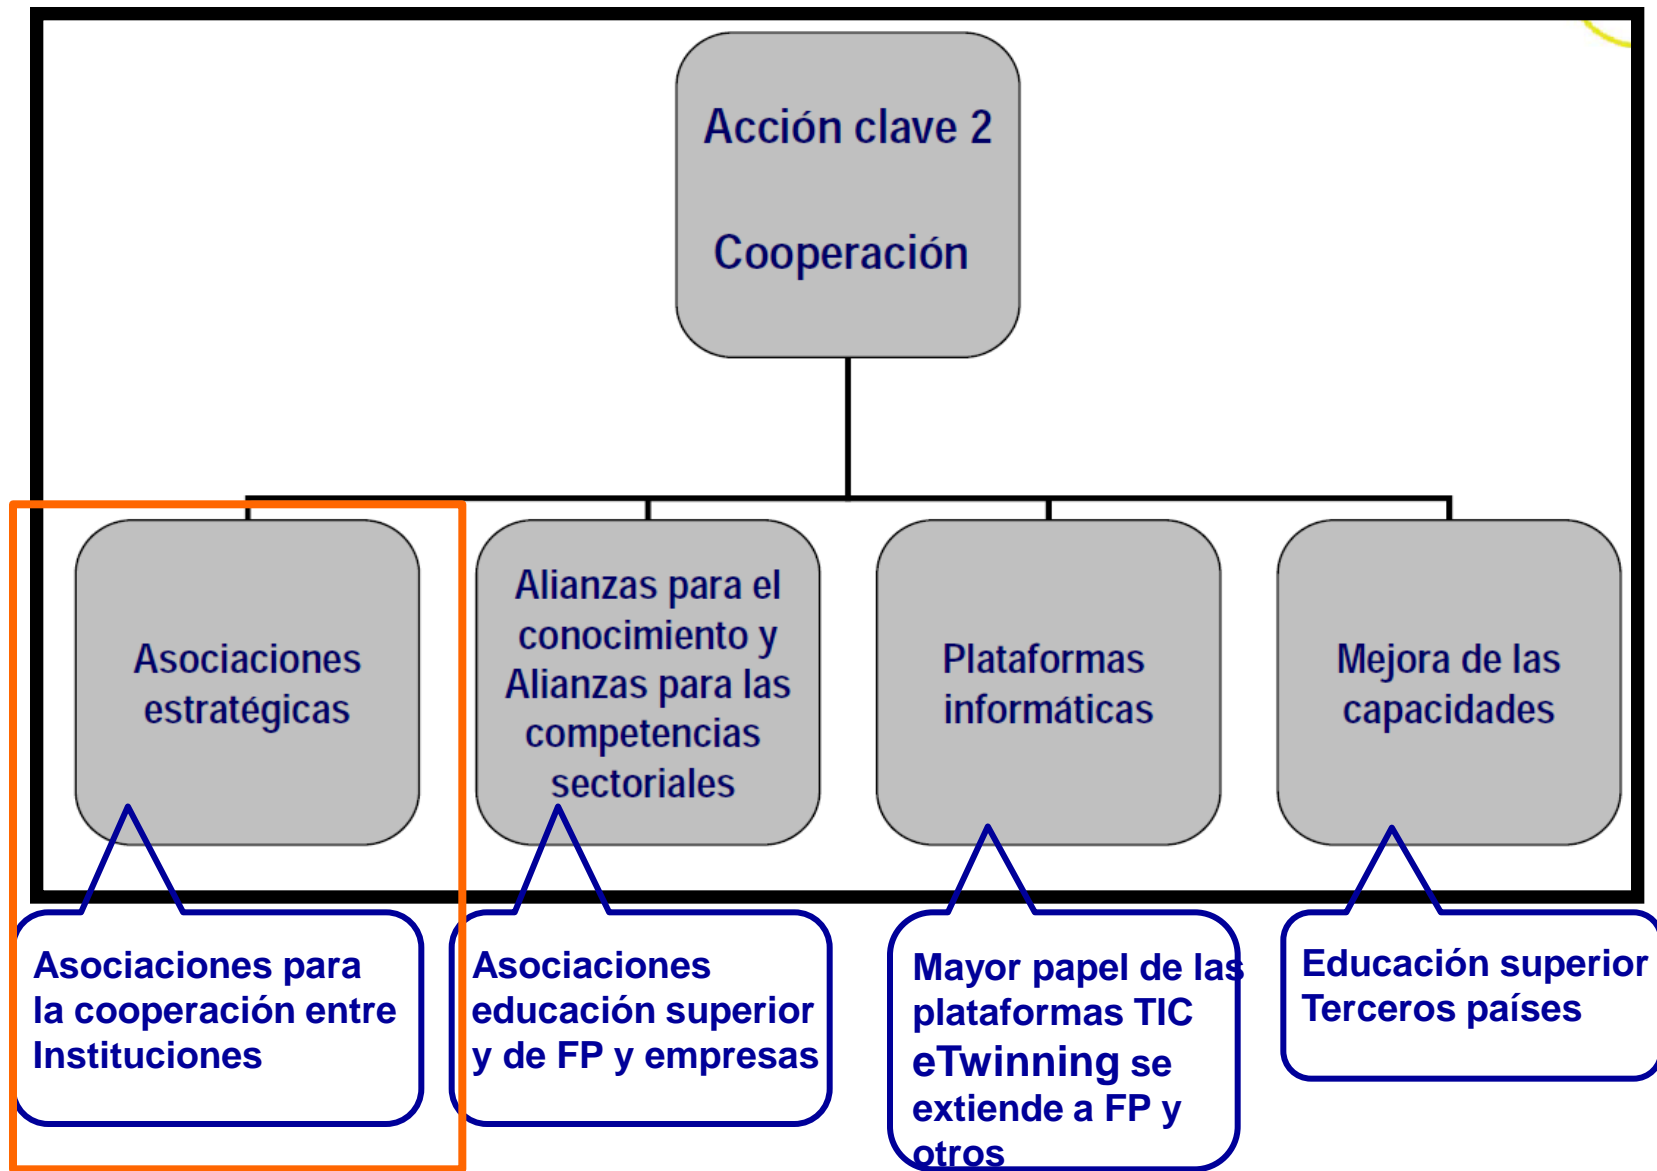 Acción clave 2
Cooperación
Asociaciones
estratégicas
Alianzas para el
conocimiento y
Alianzas para las
competencias
sectoriales
Plataformas
informáticas
Mejora de las
capacidades
Asociaciones para
la cooperación entre
Instituciones
Asociaciones
educación superior
y de FP y empresas
Mayor papel de las
plataformas TIC
eTwinning se
extiende a FP y
otros
Educación superior
Terceros países